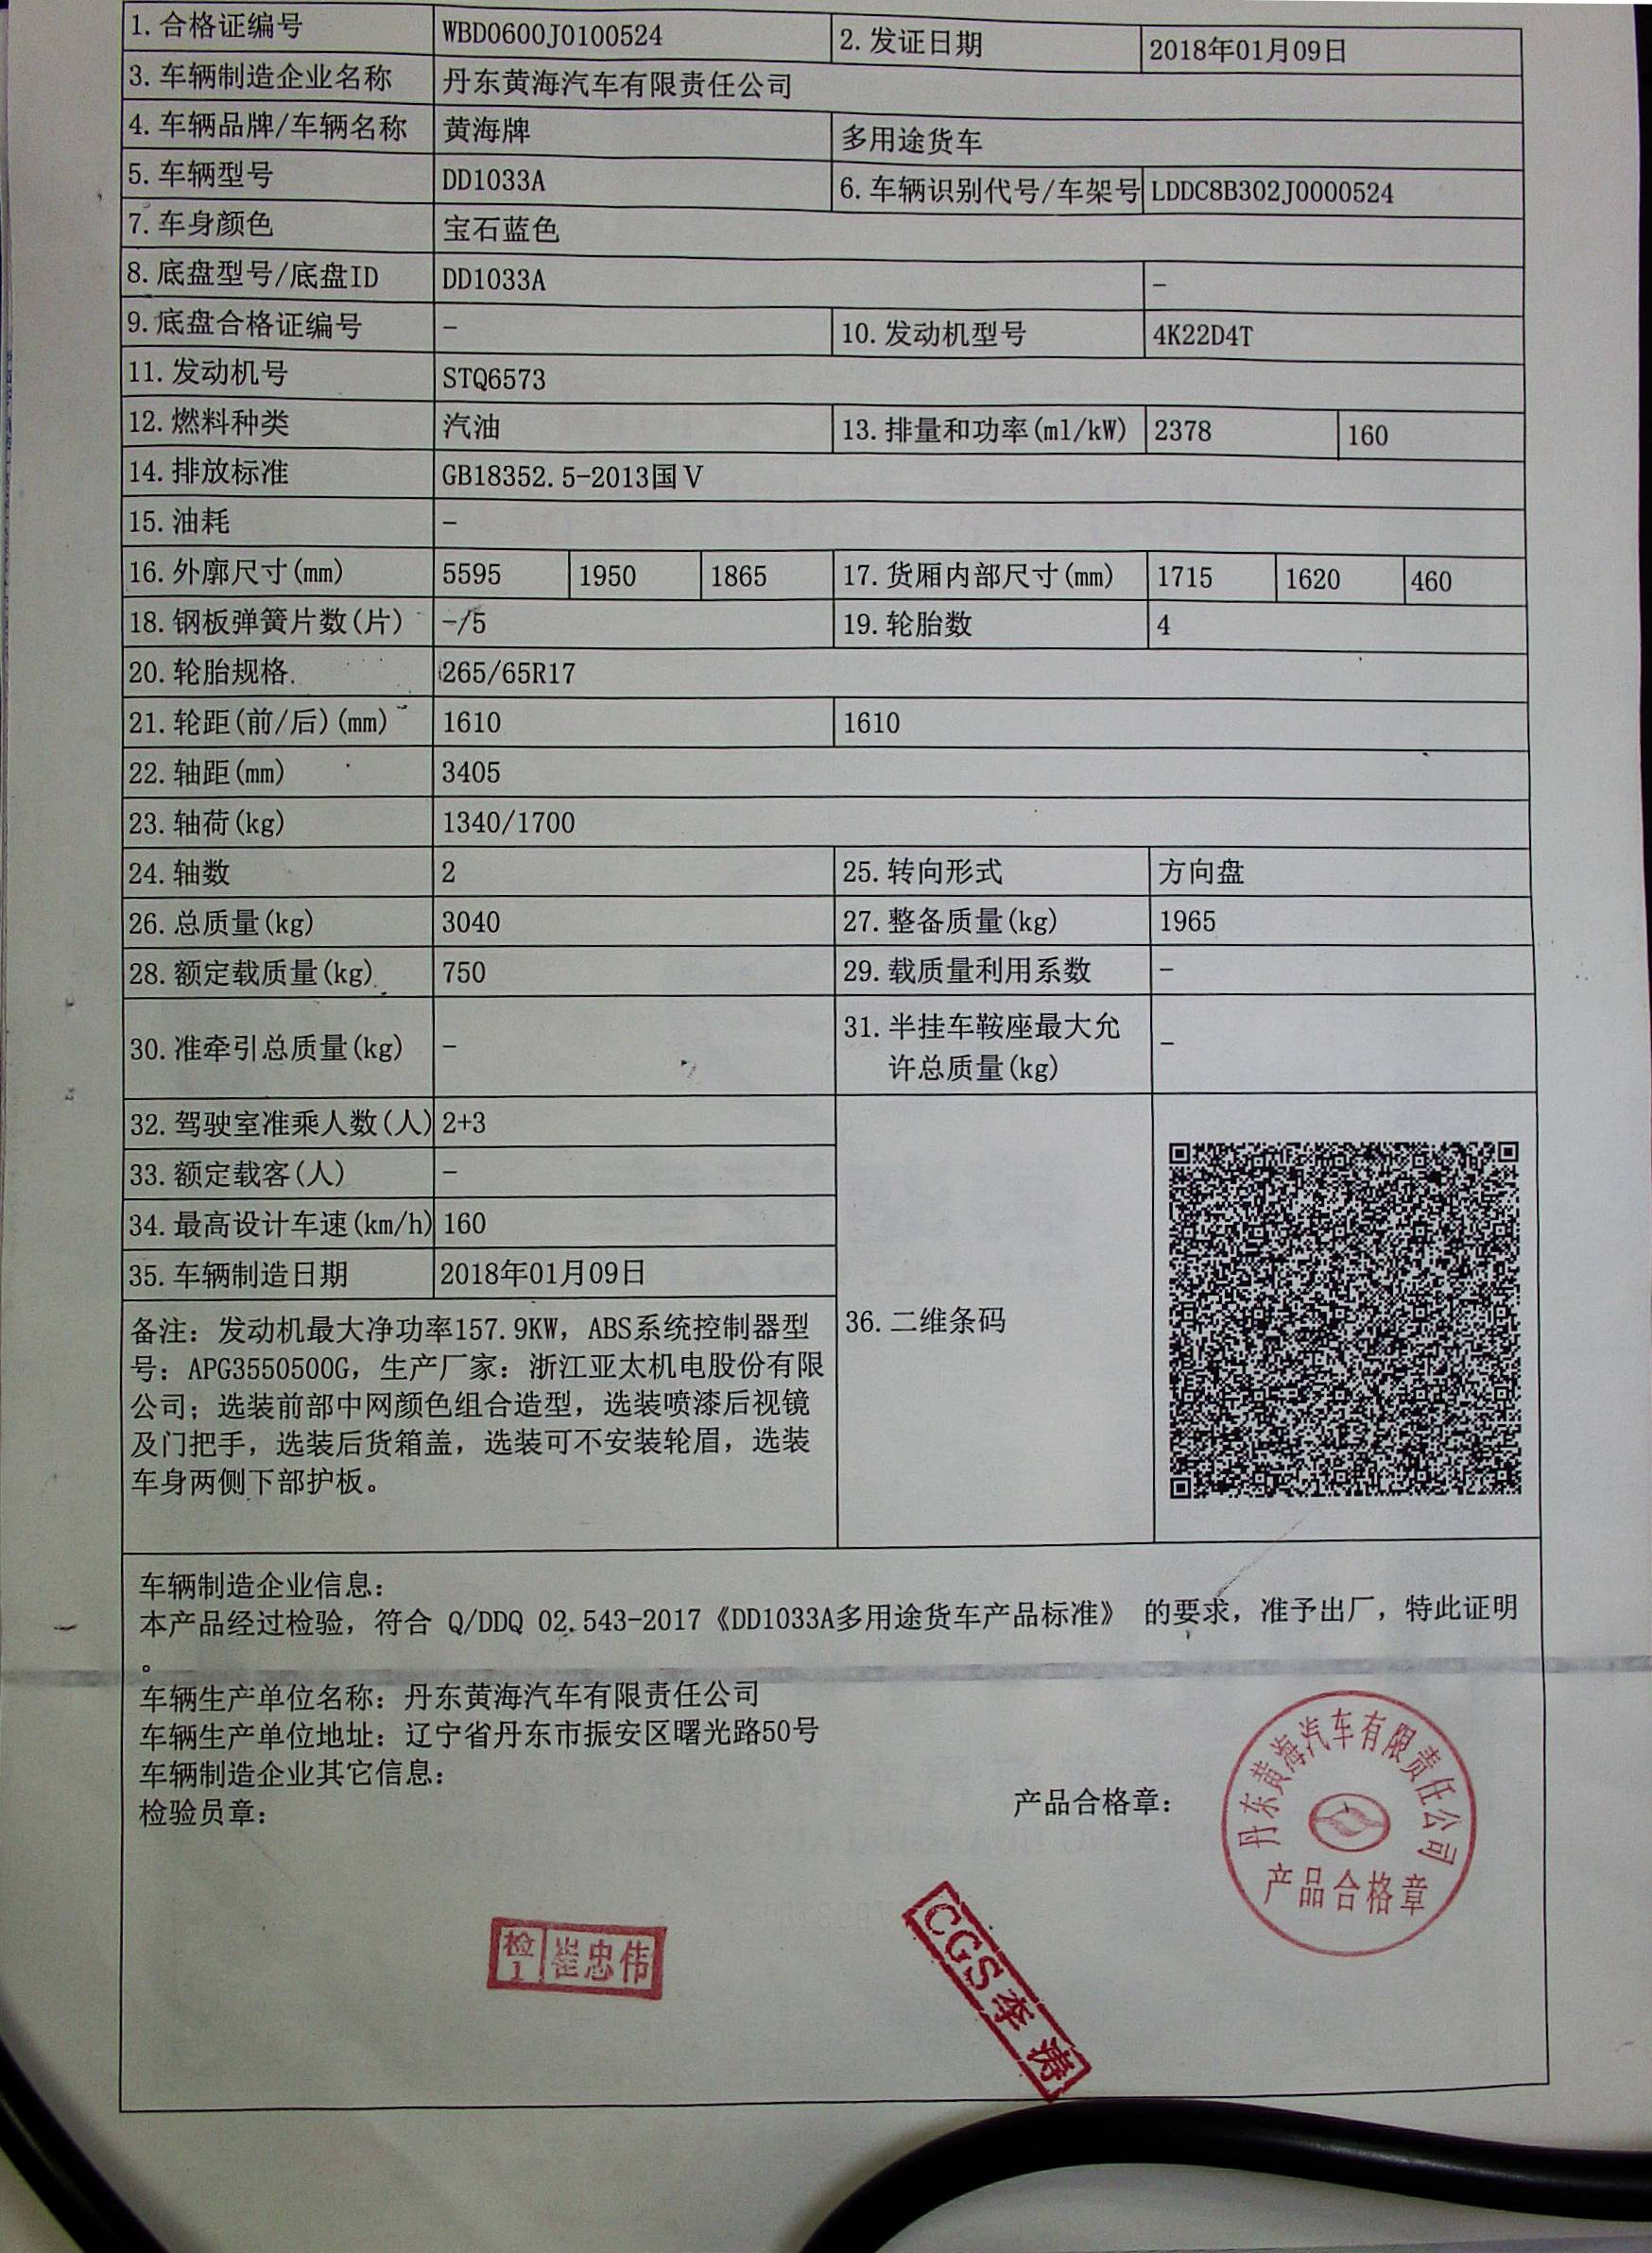 1.合格证编号 WBD0600J0100524 2.发证日期 2018年01月09日
3.车辆制造企业名称 丹东黄海汽车有限责任公司
4.车辆品牌/车辆名称 黄海牌 多用途货车
5.车辆型号 DD1033A 6.车辆识别代号/车架号 LDDC8B302J0000524
7.车身颜色 宝石蓝色
8.底盘型号/底盘ID DD1033A -
9.底盘合格证编号 - 10.发动机型号 4K22D4T
11.发动机号 STQ6573
12.燃料种类 汽油 13.排量和功率(ml/kW) 2378 160
14.排放标准 GB18352.5-2013国Ⅴ
15.油耗 -
16.外廓尺寸(mm) 5595 1950 1865 17.货厢内部尺寸(mm) 1715 1620 460
18.钢板弹簧片数(片) -/5 19.轮胎数 4
20.轮胎规格 265/65R17
21.轮距(前/后)(mm) 1610 1610
22.轴距(mm) 3405
23.轴荷(kg) 1340/1700
24.轴数 2 25.转向形式 方向盘
26.总质量(kg) 3040 27.整备质量(kg) 1965
28.额定载质量(kg) 750 29.载质量利用系数 -
30.准牵引总质量(kg) - 31.半挂车鞍座最大允
许总质量(kg) -
32.驾驶室准乘人数(人) 2+3
33.额定载客(人) -
34.最高设计车速(km/h) 160
35.车辆制造日期 2018年01月09日
36.二维条码
备注：发动机最大净功率157.9KW，ABS系统控制器型
号：APG3550500G，生产厂家：浙江亚太机电股份有限
公司；选装前部中网颜色组合造型，选装喷漆后视镜
及门把手，选装后货箱盖，选装可不安装轮眉，选装
车身两侧下部护板。
车辆制造企业信息：
本产品经过检验，符合 Q/DDQ 02.543-2017《DD1033A多用途货车产品标准》 的要求，准予出厂，特此证明
。
车辆生产单位名称：丹东黄海汽车有限责任公司
车辆生产单位地址：辽宁省丹东市振安区曙光路50号
车辆制造企业其它信息：
检验员章： 产品合格章：
丹东黄海汽车有限责任公司
产品合格章
检1 崔忠伟
CGS李涛